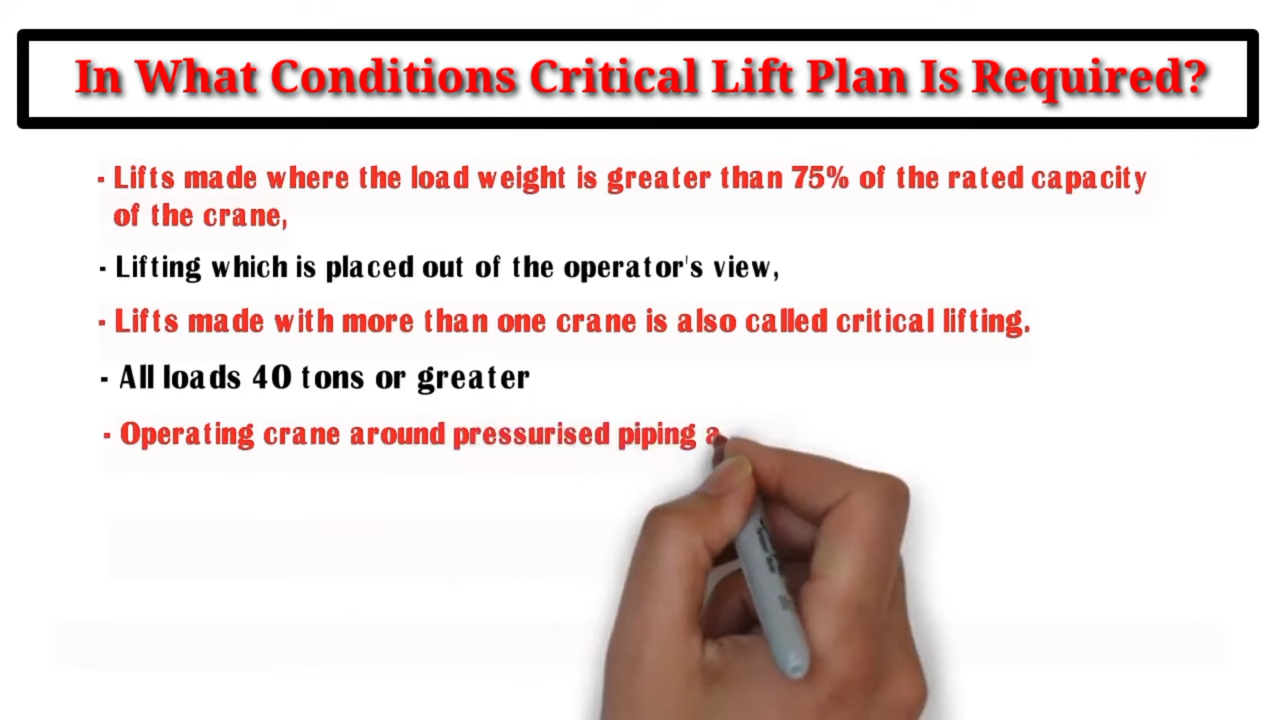 In What Conditions Critical Lift Plan Is Required?
- Lifts made where the load weight is greater than 75% of the rated capacity
of the crane,
- Lifting which is placed out of the operator's view,
- Lifts made with more than one crane is also called critical lifting.
- All loads 40 tons or greater
- Operating crane around pressurised piping a